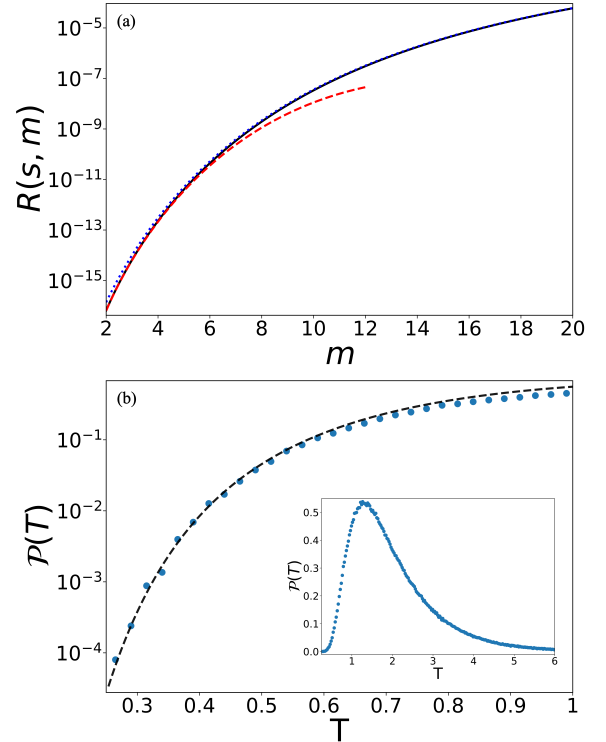 (a)
R(s, m)
10⁻⁵
10⁻⁷
10⁻⁹
10⁻¹¹
10⁻¹³
10⁻¹⁵
2 4 6 8 10 12 14 16 18 20
m
(b)
𝒫(T)
10⁻¹
10⁻²
10⁻³
10⁻⁴
0.3 0.4 0.5 0.6 0.7 0.8 0.9 1
T
𝒫(T)
0.5
0.4
0.3
0.2
0.1
0.0
1 2 3 4 5 6
T